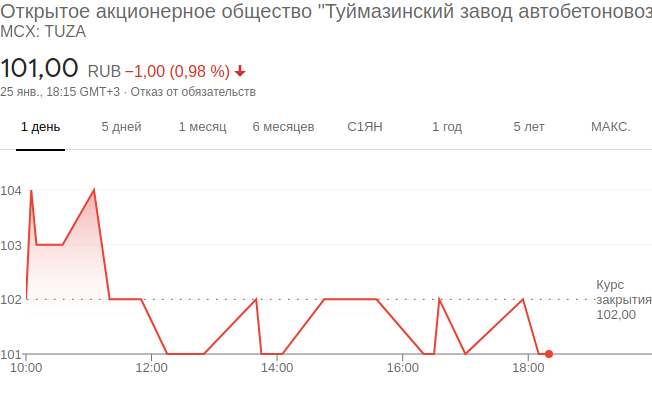 Открытое акционерное общество "Туймазинский завод автобетоновоз
MCX: TUZA
101,00 RUB −1,00 (0,98 %)
25 янв., 18:15 GMT+3 · Отказ от обязательств
1 день 5 дней 1 месяц 6 месяцев С1ЯН 1 год 5 лет МАКС.
104
103
Курс
102 закрытия
102,00
101
10:00 12:00 14:00 16:00 18:00